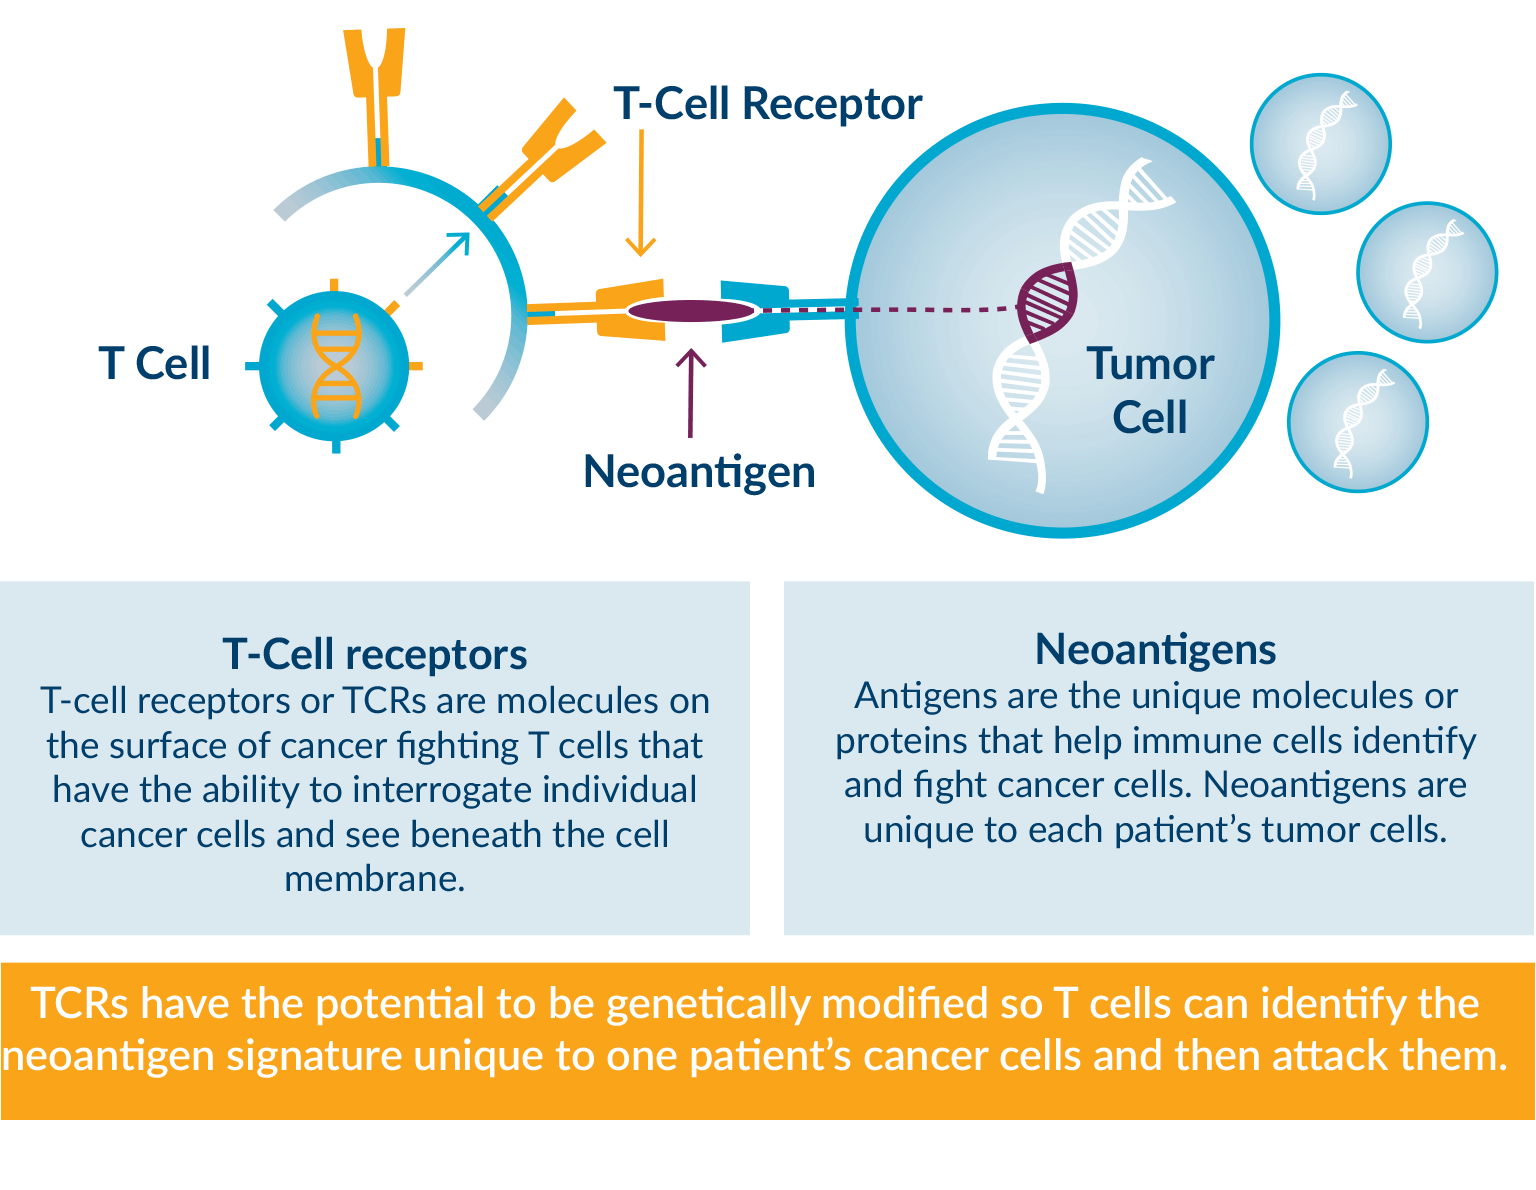 T-Cell Receptor
T Cell
Tumor
Cell
Neoantigen
T-Cell receptors
T-cell receptors or TCRs are molecules on
the surface of cancer fighting T cells that
have the ability to interrogate individual
cancer cells and see beneath the cell
membrane.
Neoantigens
Antigens are the unique molecules or
proteins that help immune cells identify
and fight cancer cells. Neoantigens are
unique to each patient’s tumor cells.
TCRs have the potential to be genetically modified so T cells can identify the
neoantigen signature unique to one patient’s cancer cells and then attack them.